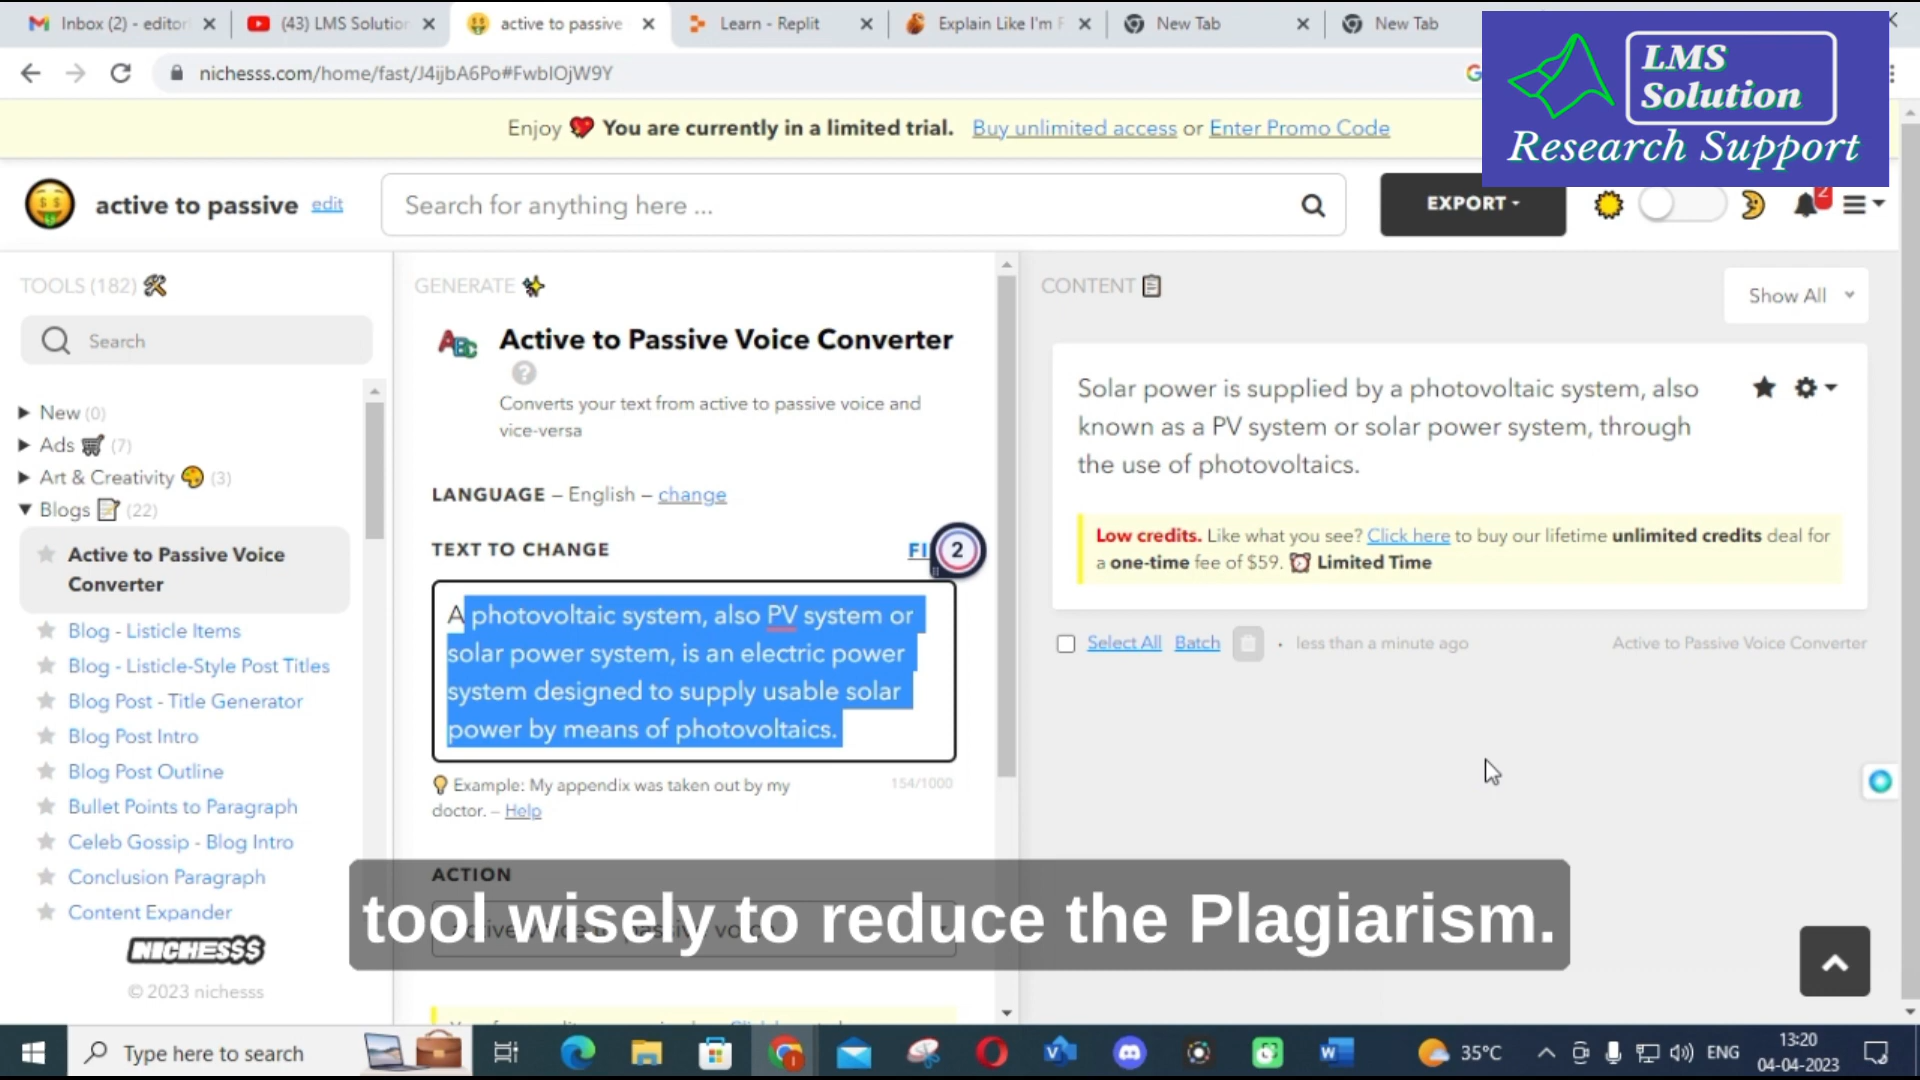 Inbox (2) - editor
(43) LMS Solution
active to passive
Learn - Replit
Explain Like I'm F
New Tab
New Tab
nichesss.com/home/fast/J4ijbA6Po#FwbIOjW9Y
LMS
Solution
Research Support
Enjoy You are currently in a limited trial. Buy unlimited access or Enter Promo Code
active to passive edit
Search for anything here ...
EXPORT
2
TOOLS (182)
Search
New (0)
Ads (7)
Art & Creativity (3)
Blogs (22)
Active to Passive Voice
Converter
Blog - Listicle Items
Blog - Listicle-Style Post Titles
Blog Post - Title Generator
Blog Post Intro
Blog Post Outline
Bullet Points to Paragraph
Celeb Gossip - Blog Intro
Conclusion Paragraph
Content Expander
NICHES$$
© 2023 nichesss
GENERATE
ABC
Active to Passive Voice Converter
?
Converts your text from active to passive voice and
vice-versa
LANGUAGE – English – change
TEXT TO CHANGE
FI
2
A photovoltaic system, also PV system or
solar power system, is an electric power
system designed to supply usable solar
power by means of photovoltaics.
Example: My appendix was taken out by my
doctor. – Help
154/1000
ACTION
active voice to passive voice
CONTENT
Show All
Solar power is supplied by a photovoltaic system, also
known as a PV system or solar power system, through
the use of photovoltaics.
Low credits. Like what you see? Click here to buy our lifetime unlimited credits deal for
a one-time fee of $59. Limited Time
Select All Batch · less than a minute ago
Active to Passive Voice Converter
tool wisely to reduce the Plagiarism.
Type here to search
35°C
ENG
13:20
04-04-2023